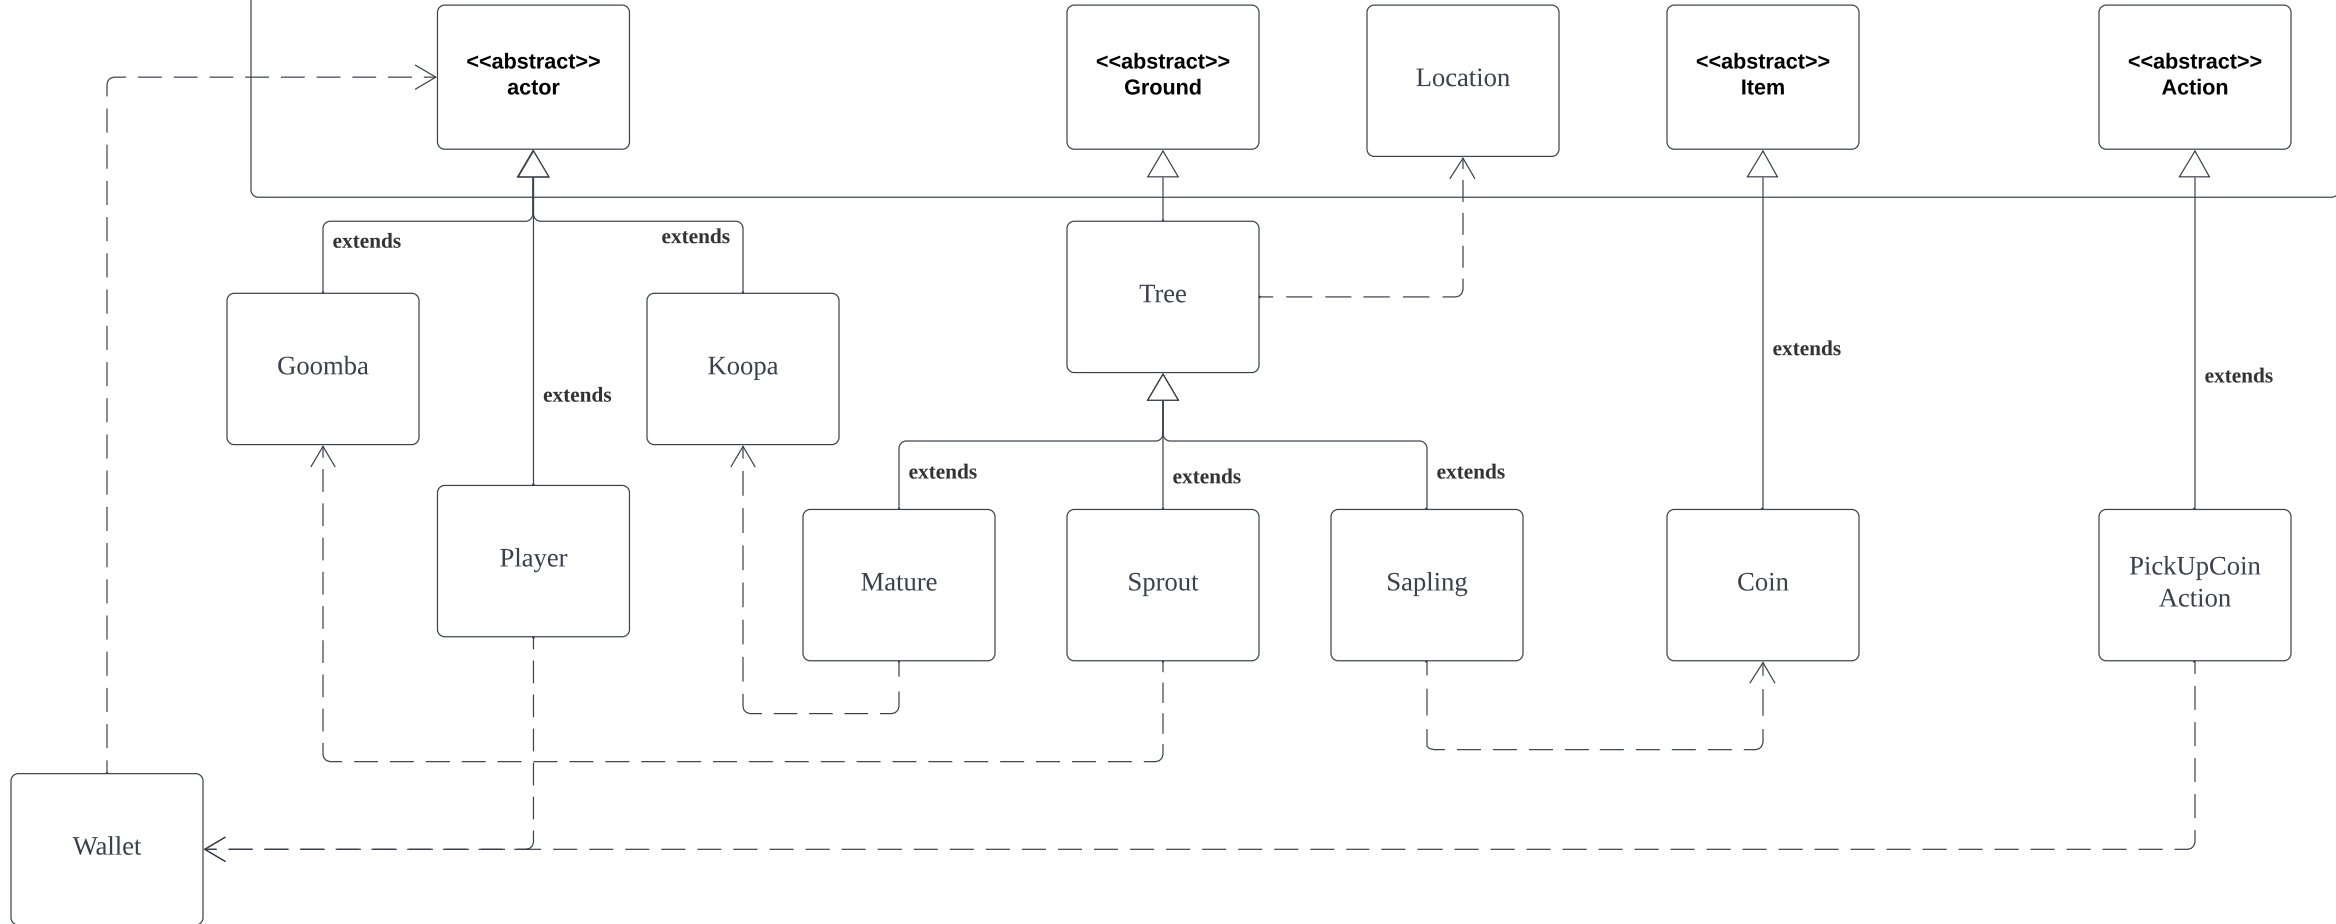 <<abstract>>
actor
<<abstract>>
Ground
Location
<<abstract>>
Item
<<abstract>>
Action
extends
extends
Goomba
extends
Koopa
Tree
extends
extends
Player
extends
extends
extends
Mature
Sprout
Sapling
Coin
PickUpCoin
Action
Wallet